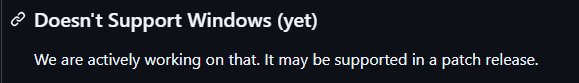 Doesn't Support Windows (yet)
We are actively working on that. It may be supported in a patch release.